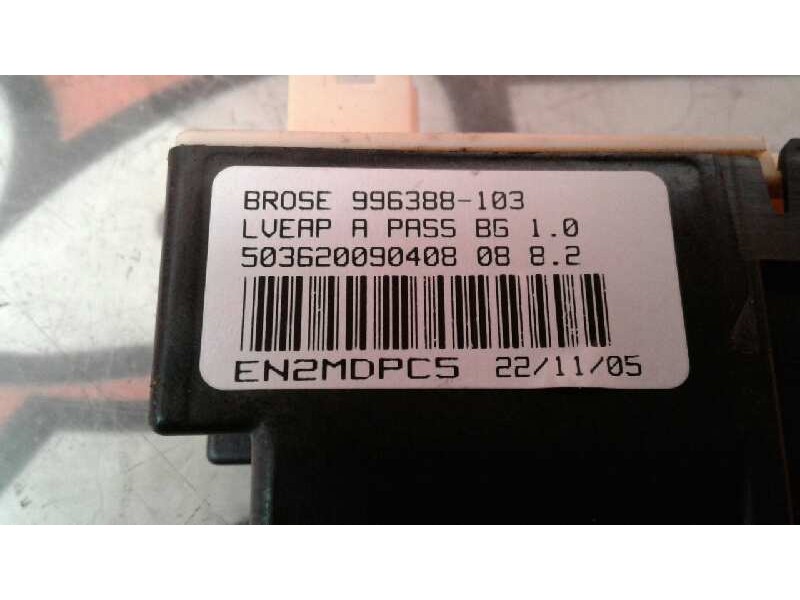 BROSE 996388-103
LVEAP A PASS BG 1.0
503620090408 08 8.2
EN2MDPC5 22/11/05